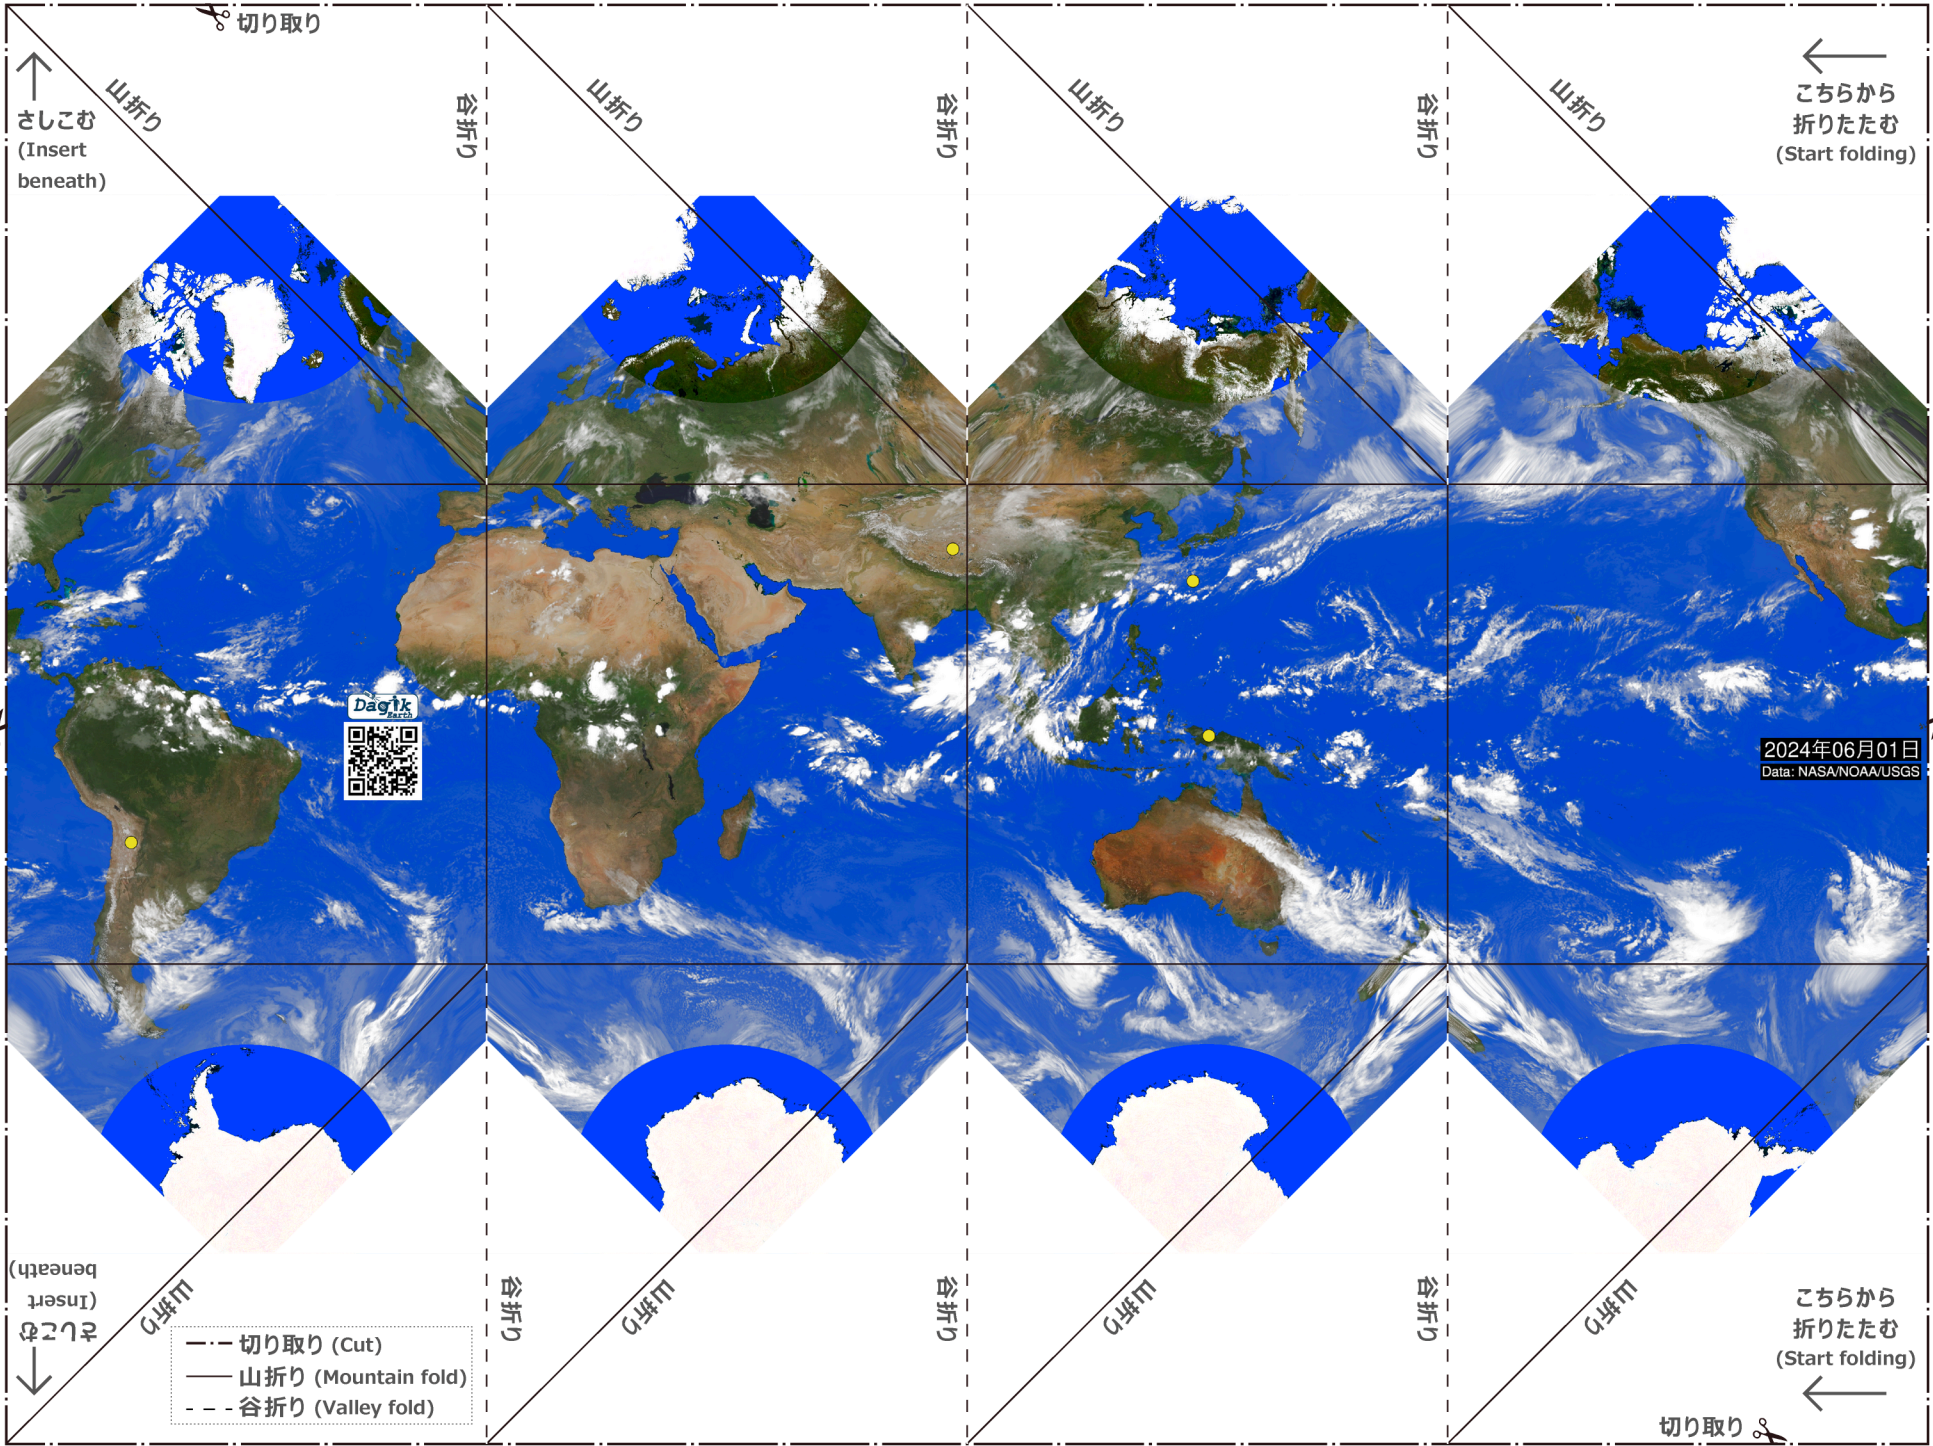 切り取り
山折り
谷折り
山折り
谷折り
山折り
谷折り
山折り
さしこむ
(Insert
beneath)
こちらから
折りたたむ
(Start folding)
Dagik
Earth
2024年06月01日
Data: NASA/NOAA/USGS
さしこむ
(Insert
beneath)
山折り
谷折り
山折り
谷折り
山折り
谷折り
山折り
こちらから
折りたたむ
(Start folding)
切り取り (Cut)
山折り (Mountain fold)
谷折り (Valley fold)
切り取り